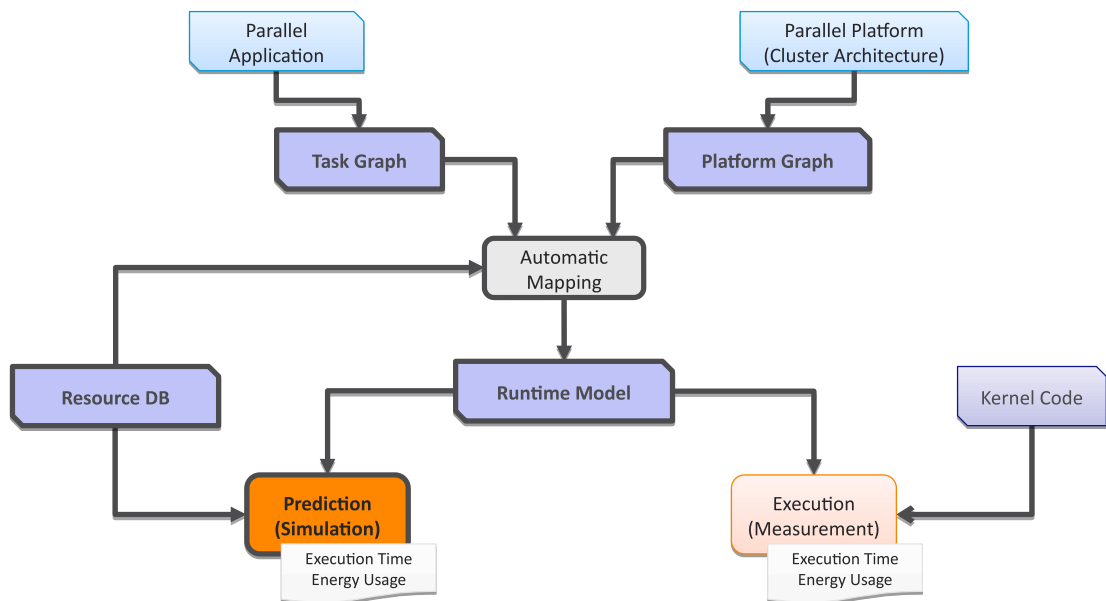 Parallel
Application
Parallel Platform
(Cluster Architecture)
Task Graph
Platform Graph
Automatic
Mapping
Resource DB
Runtime Model
Kernel Code
Prediction
(Simulation)
Execution
(Measurement)
Execution Time
Energy Usage
Execution Time
Energy Usage